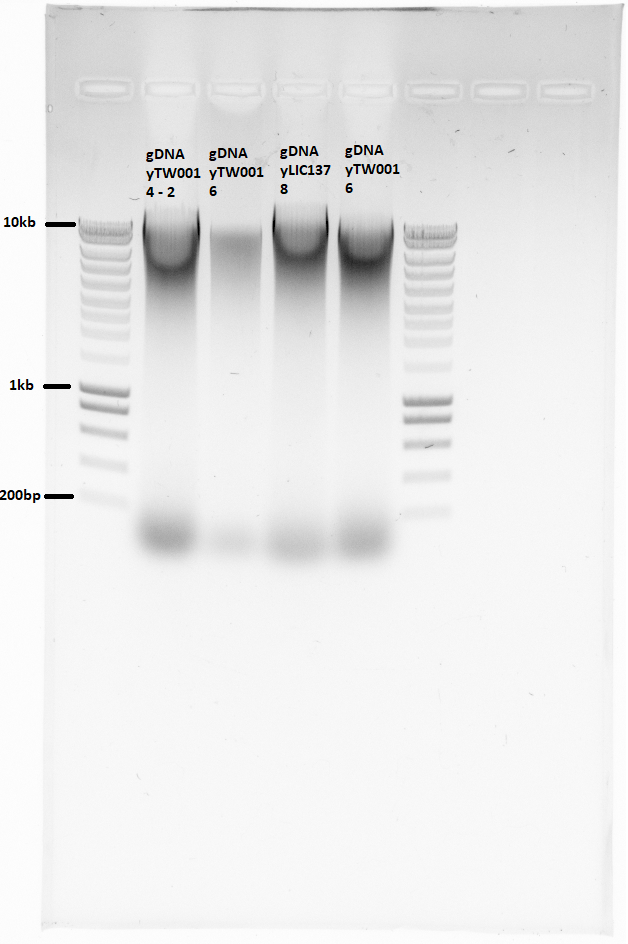 gDNA
yTW001
4 - 2
gDNA
yTW001
6
gDNA
yLIC137
8
gDNA
yTW001
6
10kb
1kb
200bp